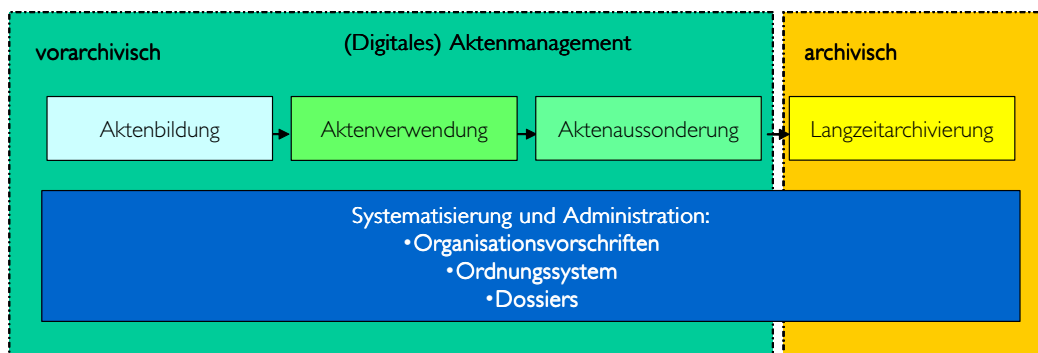 (Digitales) Aktenmanagement
vorarchivisch
archivisch
Aktenbildung
Aktenverwendung
Aktenaussonderung
Langzeitarchivierung
Systematisierung und Administration:
•Organisationsvorschriften
•Ordnungssystem
•Dossiers